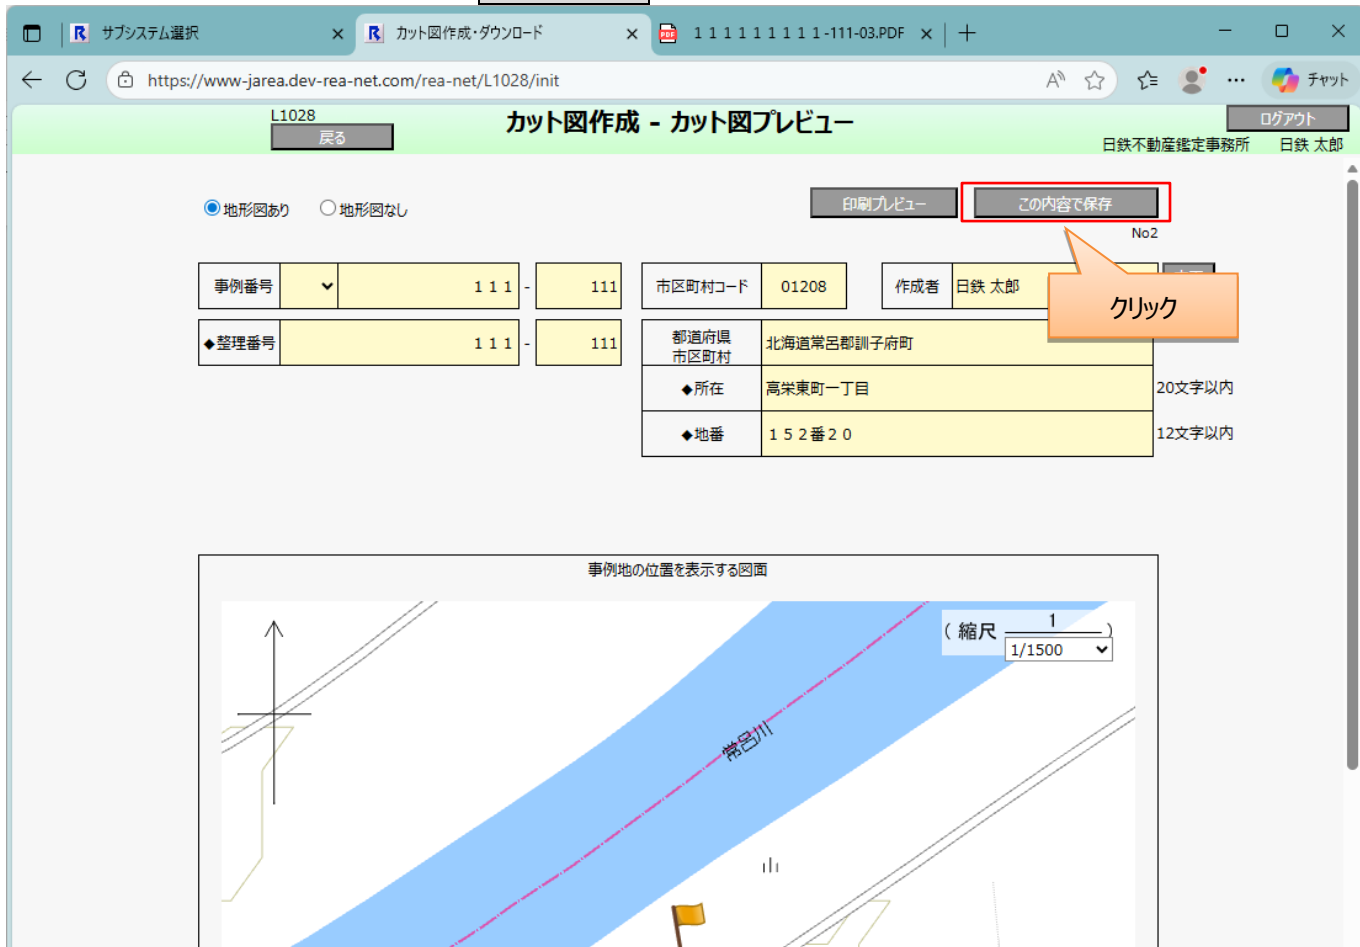 サブシステム選択
カット図作成・ダウンロード
１１１１１１１１１-111-03.PDF
https://www-jarea.dev-rea-net.com/rea-net/L1028/init
チャット
L1028
戻る
カット図作成 - カット図プレビュー
ログアウト
日鉄不動産鑑定事務所 日鉄 太郎
地形図あり 地形図なし
印刷プレビュー
この内容で保存
No2
事例番号 １１１ - 111
市区町村コード 01208
作成者 日鉄 太郎
クリック
◆整理番号 １１１ - 111
都道府県
市区町村
北海道常呂郡訓子府町
◆所在 高栄東町一丁目 20文字以内
◆地番 １５２番２０ 12文字以内
事例地の位置を表示する図面
( 縮尺 1 )
1/1500
常呂川